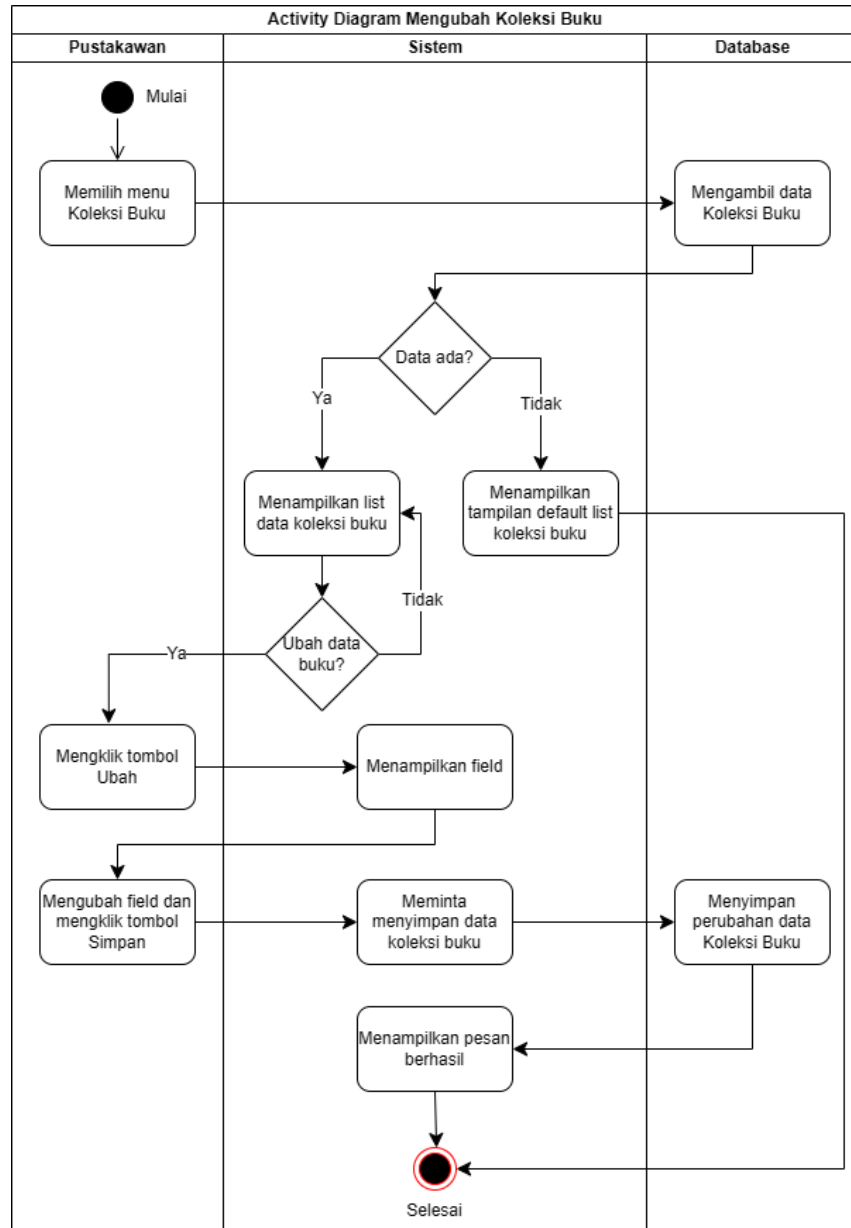 Activity Diagram Mengubah Koleksi Buku
Pustakawan
Sistem
Database
Mulai
Memilih menu
Koleksi Buku
Mengambil data
Koleksi Buku
Data ada?
Ya
Tidak
Menampilkan list
data koleksi buku
Menampilkan
tampilan default list
koleksi buku
Tidak
Ubah data
buku?
Ya
Mengklik tombol
Ubah
Menampilkan field
Mengubah field dan
mengklik tombol
Simpan
Meminta
menyimpan data
koleksi buku
Menyimpan
perubahan data
Koleksi Buku
Menampilkan pesan
berhasil
Selesai